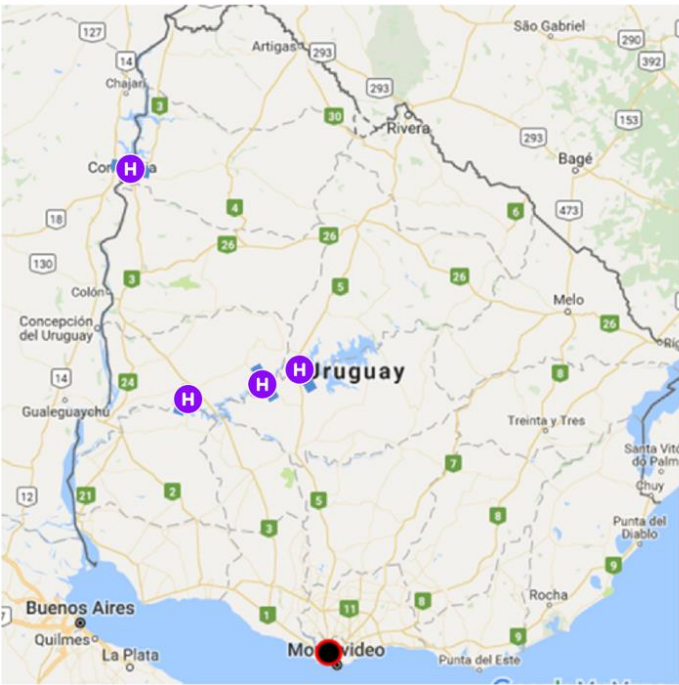 127
Artigas
293
São Gabriel
290
14
392
Chajarí
293
3
30
153
Rivera
293
Bagé
H
4
6
473
18
26
26
130
3
5
26
Colón
Melo
Concepción
del Uruguay
26
H
Uruguay
14
24
H
8
H
Gualeguaychú
Treinta y Tres
7
Santa Vitó
do Palm
Chuy
12
21
2
5
8
3
Punta del
Diablo
9
Buenos Aires
1
11
8
Rocha
Quilmes
9
La Plata
Punta del Este